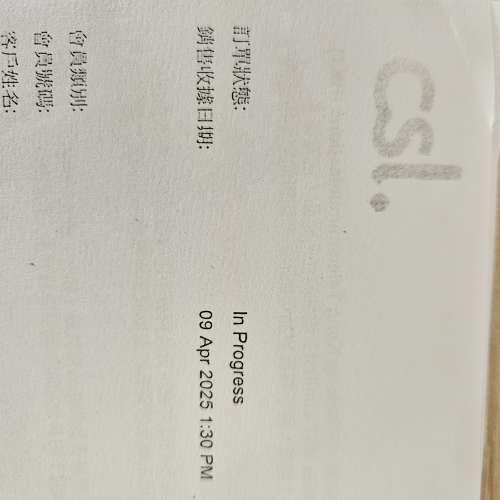 csl.
訂單狀態: In Progress
銷售收據日期: 09 Apr 2025 1:30 PM
會員類別:
會員號碼:
客戶姓名: